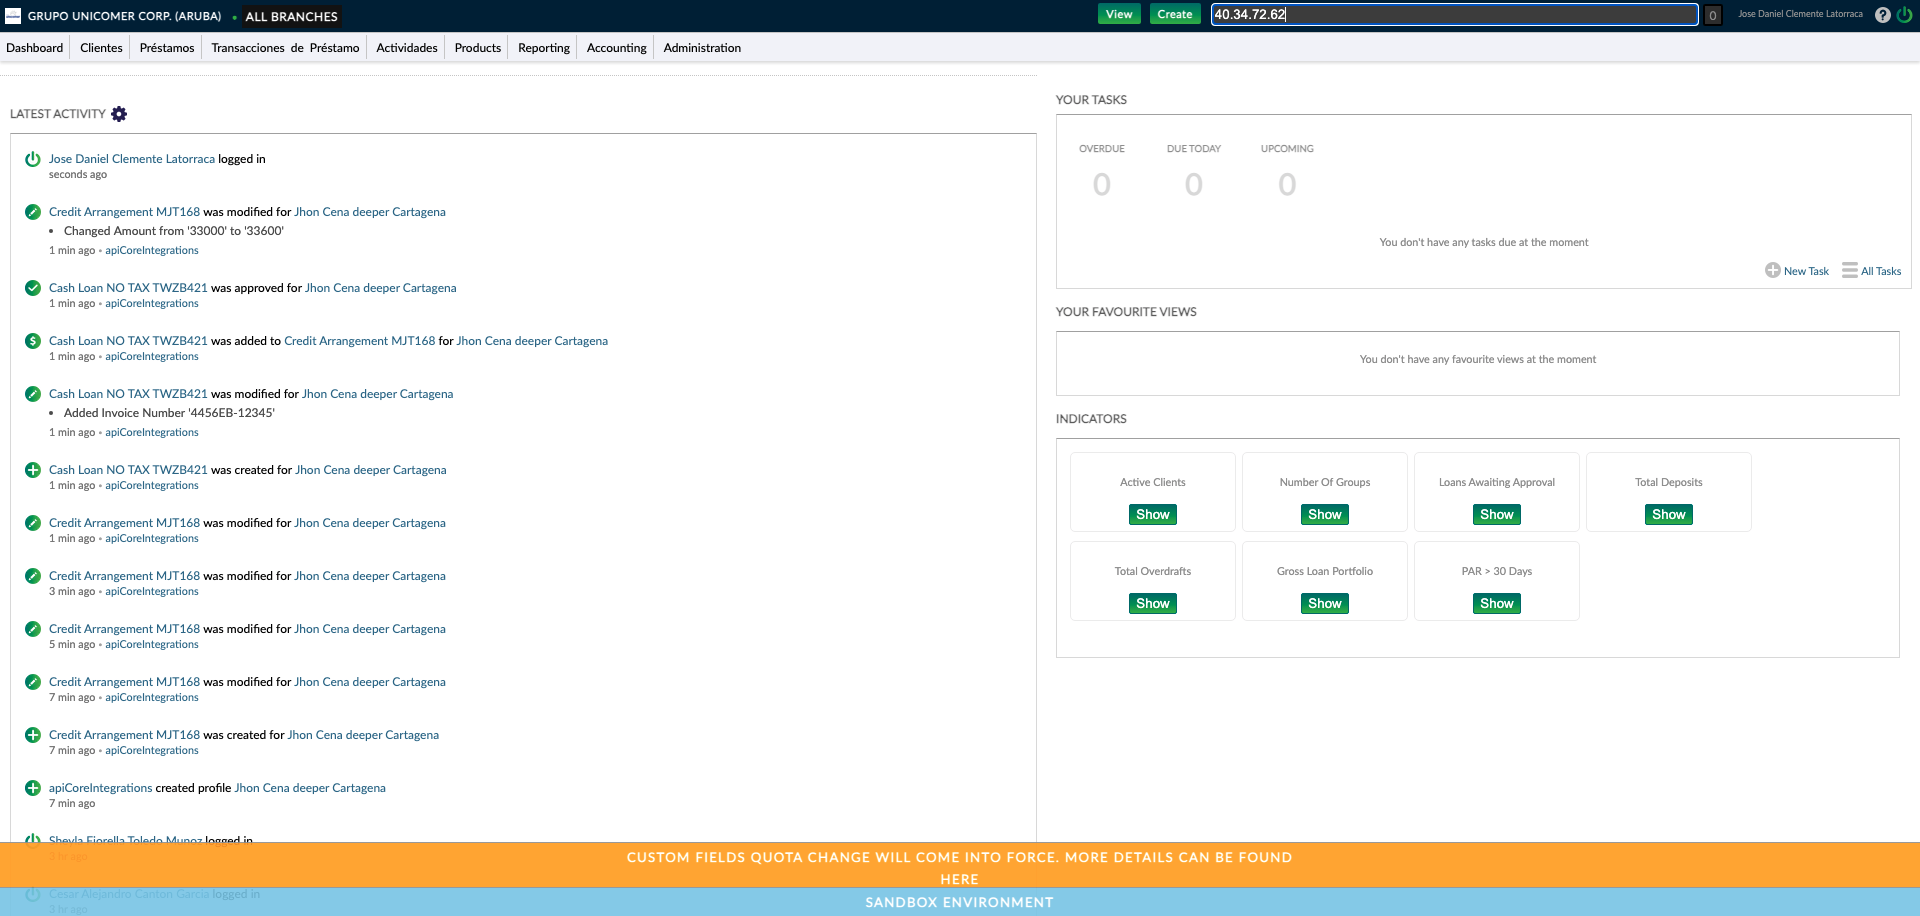 GRUPO UNICOMER CORP. (ARUBA) • ALL BRANCHES
View Create 40.34.72.62 0 Jose Daniel Clemente Latorraca ?
Dashboard Clientes Préstamos Transacciones de Préstamo Actividades Products Reporting Accounting Administration
LATEST ACTIVITY
Jose Daniel Clemente Latorraca logged in
seconds ago
Credit Arrangement MJT168 was modified for Jhon Cena deeper Cartagena
• Changed Amount from '33000' to '33600'
1 min ago • apiCoreIntegrations
Cash Loan NO TAX TWZB421 was approved for Jhon Cena deeper Cartagena
1 min ago • apiCoreIntegrations
Cash Loan NO TAX TWZB421 was added to Credit Arrangement MJT168 for Jhon Cena deeper Cartagena
1 min ago • apiCoreIntegrations
Cash Loan NO TAX TWZB421 was modified for Jhon Cena deeper Cartagena
• Added Invoice Number '4456EB-12345'
1 min ago • apiCoreIntegrations
Cash Loan NO TAX TWZB421 was created for Jhon Cena deeper Cartagena
1 min ago • apiCoreIntegrations
Credit Arrangement MJT168 was modified for Jhon Cena deeper Cartagena
1 min ago • apiCoreIntegrations
Credit Arrangement MJT168 was modified for Jhon Cena deeper Cartagena
3 min ago • apiCoreIntegrations
Credit Arrangement MJT168 was modified for Jhon Cena deeper Cartagena
5 min ago • apiCoreIntegrations
Credit Arrangement MJT168 was modified for Jhon Cena deeper Cartagena
7 min ago • apiCoreIntegrations
Credit Arrangement MJT168 was created for Jhon Cena deeper Cartagena
7 min ago • apiCoreIntegrations
apiCoreIntegrations created profile Jhon Cena deeper Cartagena
7 min ago
Sheyla Fiorella Toledo Munoz logged in
1 hr ago
Cesar Alejandro Canton Garcia logged in
3 hr ago
YOUR TASKS
OVERDUE DUE TODAY UPCOMING
0 0 0
You don't have any tasks due at the moment
New Task All Tasks
YOUR FAVOURITE VIEWS
You don't have any favourite views at the moment
INDICATORS
Active Clients Number Of Groups Loans Awaiting Approval Total Deposits
Show Show Show Show
Total Overdrafts Gross Loan Portfolio PAR > 30 Days
Show Show Show
CUSTOM FIELDS QUOTA CHANGE WILL COME INTO FORCE. MORE DETAILS CAN BE FOUND
HERE
SANDBOX ENVIRONMENT